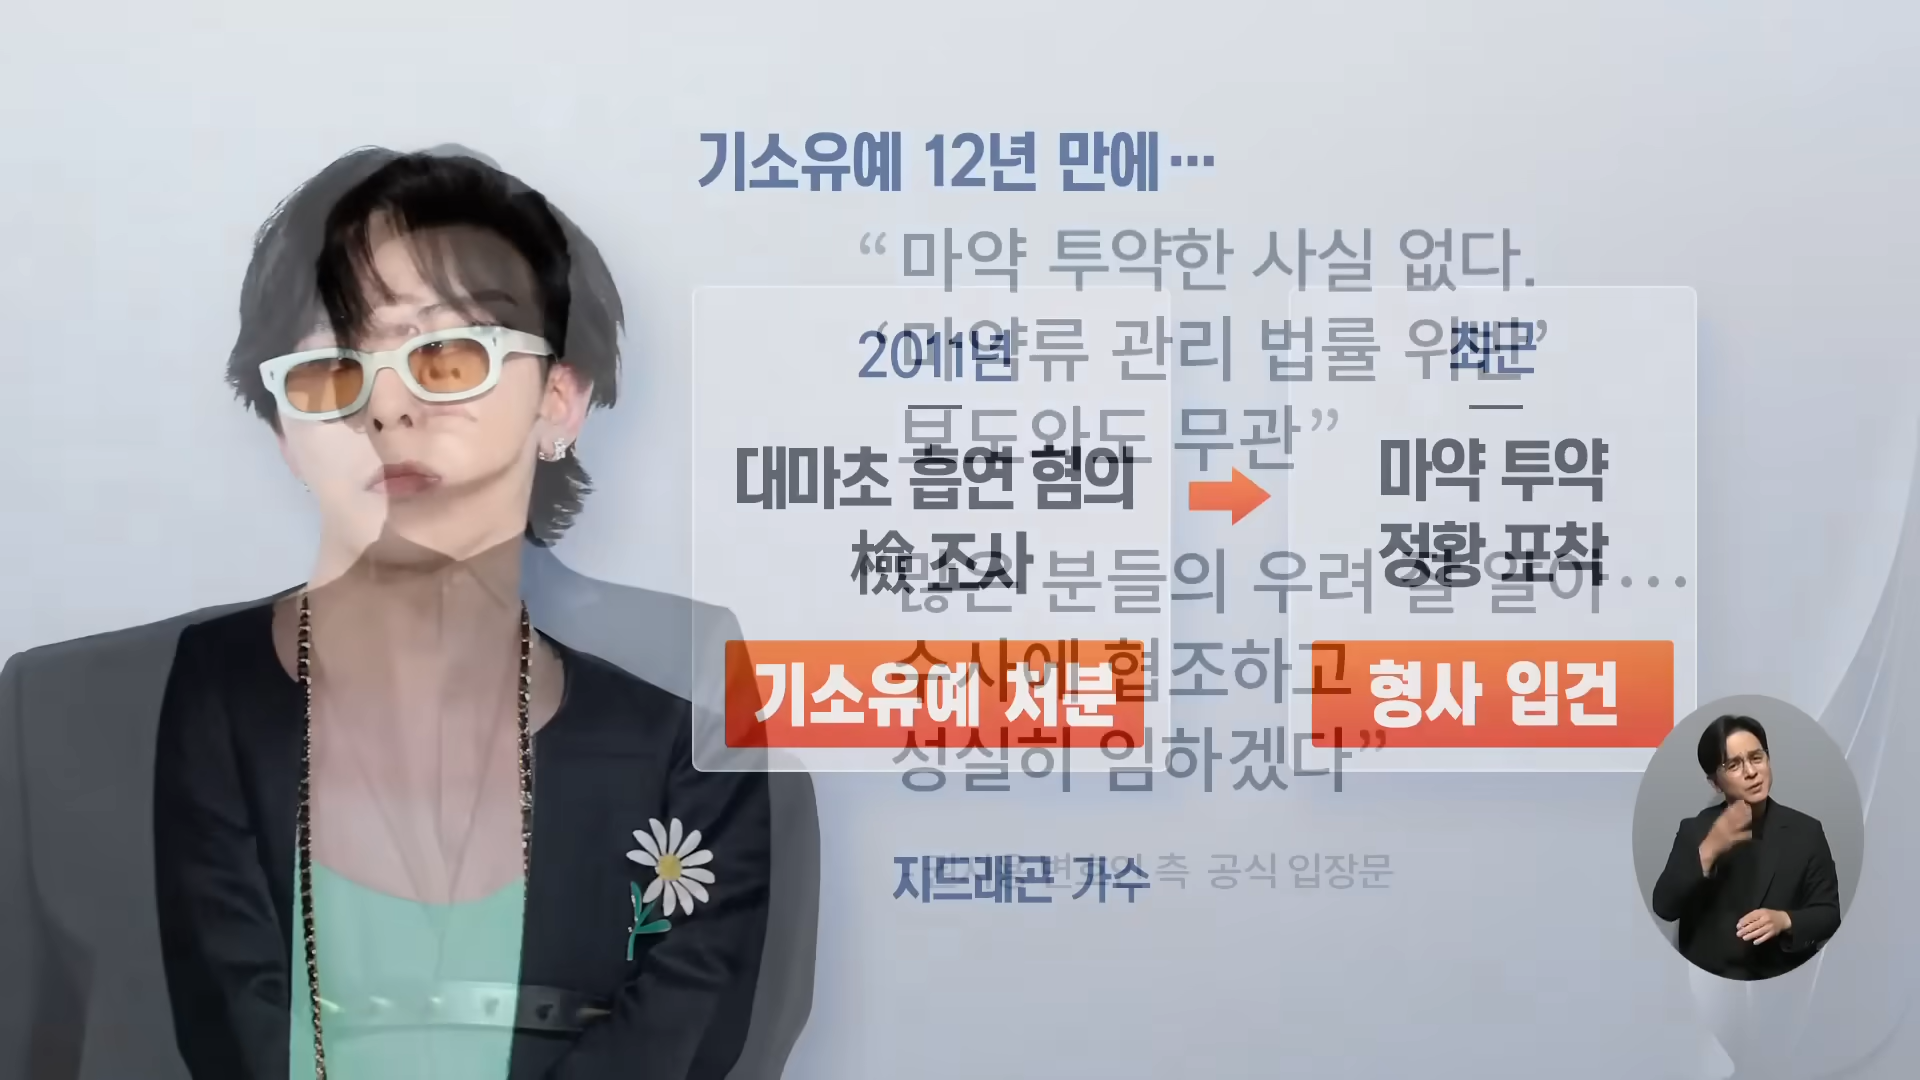 기소유예 12년 만에…
“마약 투약한 사실 없다.
‘마약류 관리 법률 위반’
보도와도 무관”
2011년
대마초 흡연 혐의
檢 조사
기소유예 처분
최근
마약 투약
정황 포착
형사 입건
많은 분들의 우려 잘 알아…
수사에 협조하고
성실히 임하겠다”
측 공식 입장문
지드래곤 가수